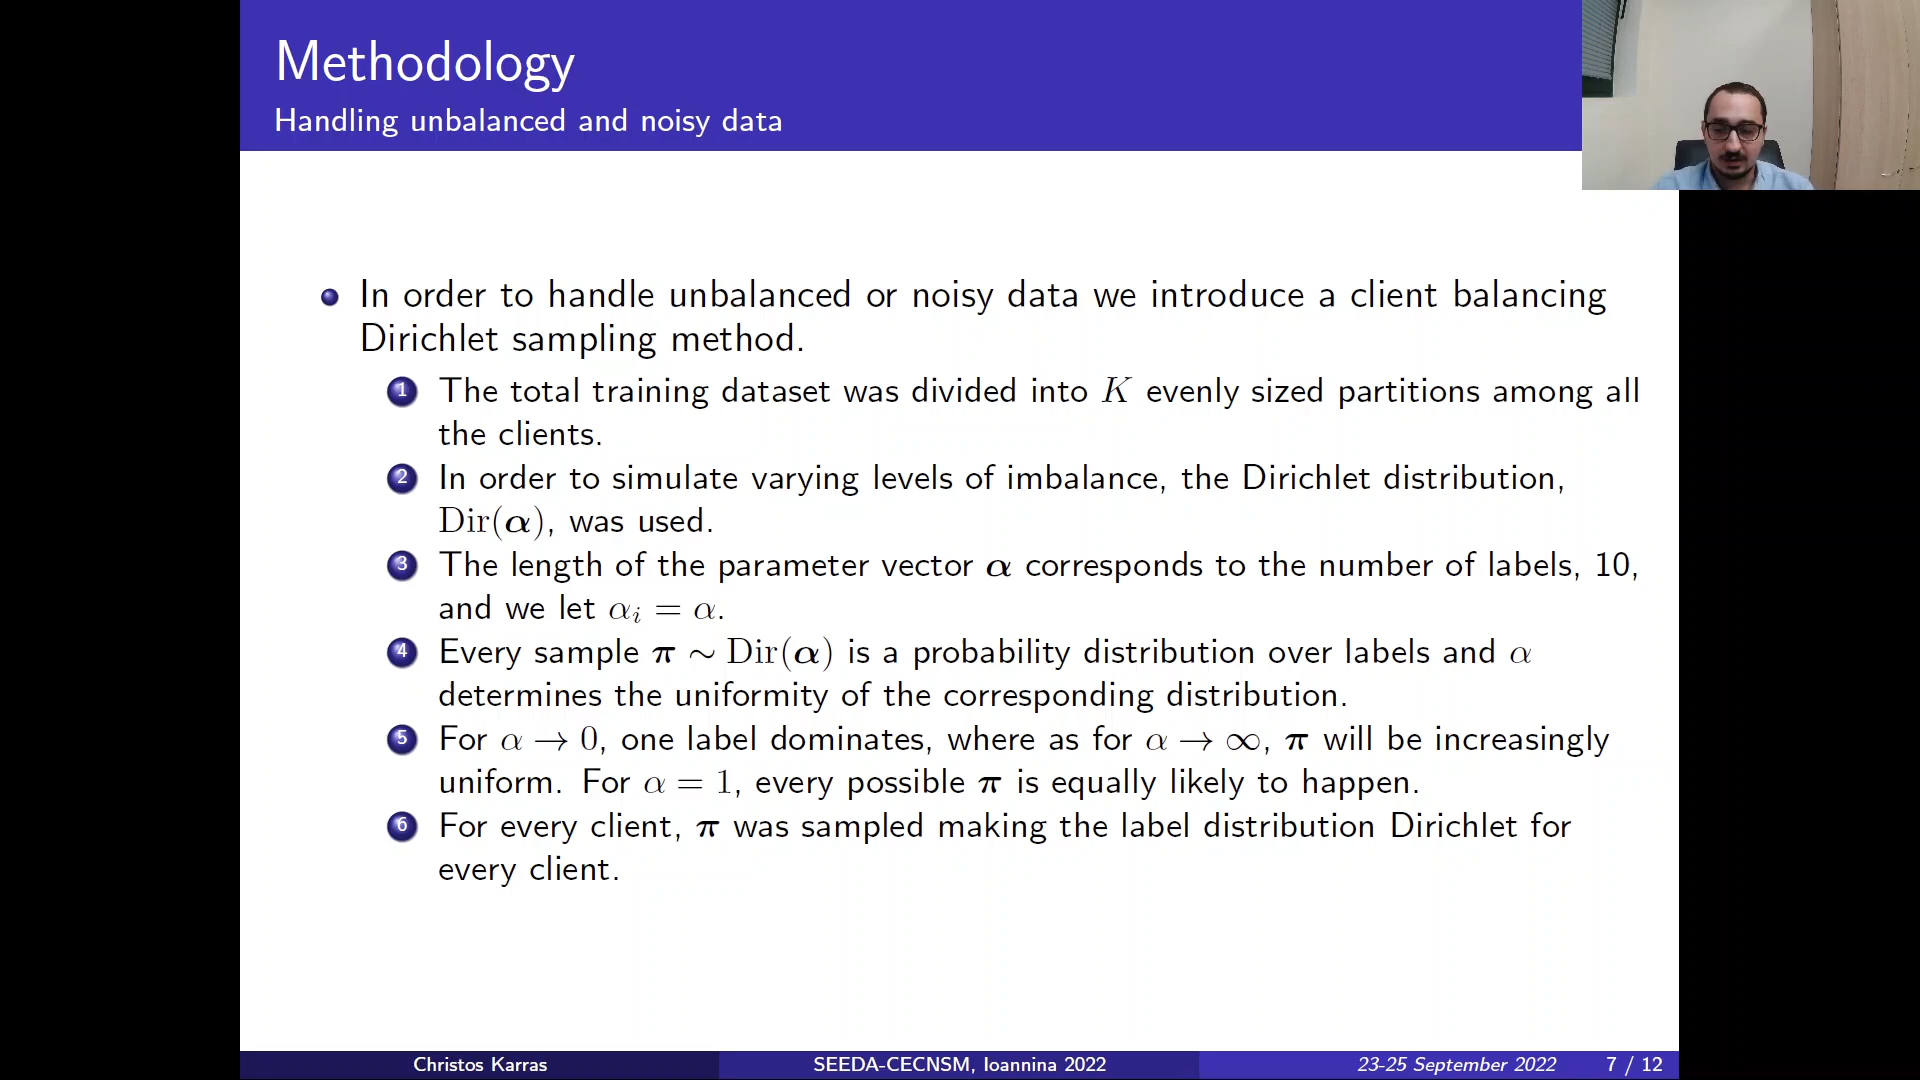 Methodology
Handling unbalanced and noisy data
In order to handle unbalanced or noisy data we introduce a client balancing
Dirichlet sampling method.
1 The total training dataset was divided into K evenly sized partitions among all
the clients.
2 In order to simulate varying levels of imbalance, the Dirichlet distribution,
Dir(α), was used.
3 The length of the parameter vector α corresponds to the number of labels, 10,
and we let αᵢ = α.
4 Every sample π ∼ Dir(α) is a probability distribution over labels and α
determines the uniformity of the corresponding distribution.
5 For α → 0, one label dominates, where as for α → ∞, π will be increasingly
uniform. For α = 1, every possible π is equally likely to happen.
6 For every client, π was sampled making the label distribution Dirichlet for
every client.
Christos Karras SEEDA-CECNSM, Ioannina 2022 23-25 September 2022 7 / 12